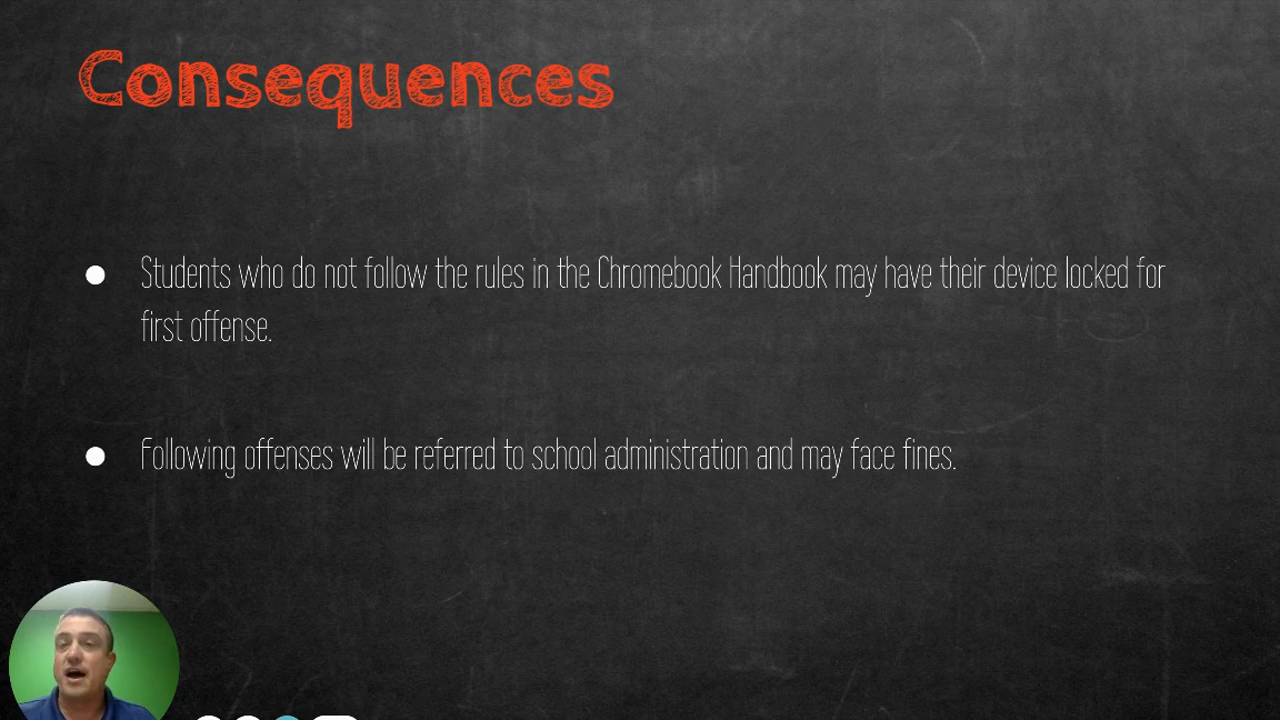 Consequences
Students who do not follow the rules in the Chromebook Handbook may have their device locked for
first offense.
Following offenses will be referred to school administration and may face fines.